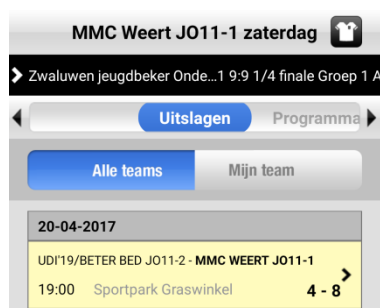 MMC Weert JO11-1 zaterdag
Zwaluwen jeugdbeker Onde...1 9:9 1/4 finale Groep 1 A
Uitslagen Programma
Alle teams Mijn team
20-04-2017
UDI'19/BETER BED JO11-2 - MMC WEERT JO11-1
19:00 Sportpark Graswinkel 4 - 8